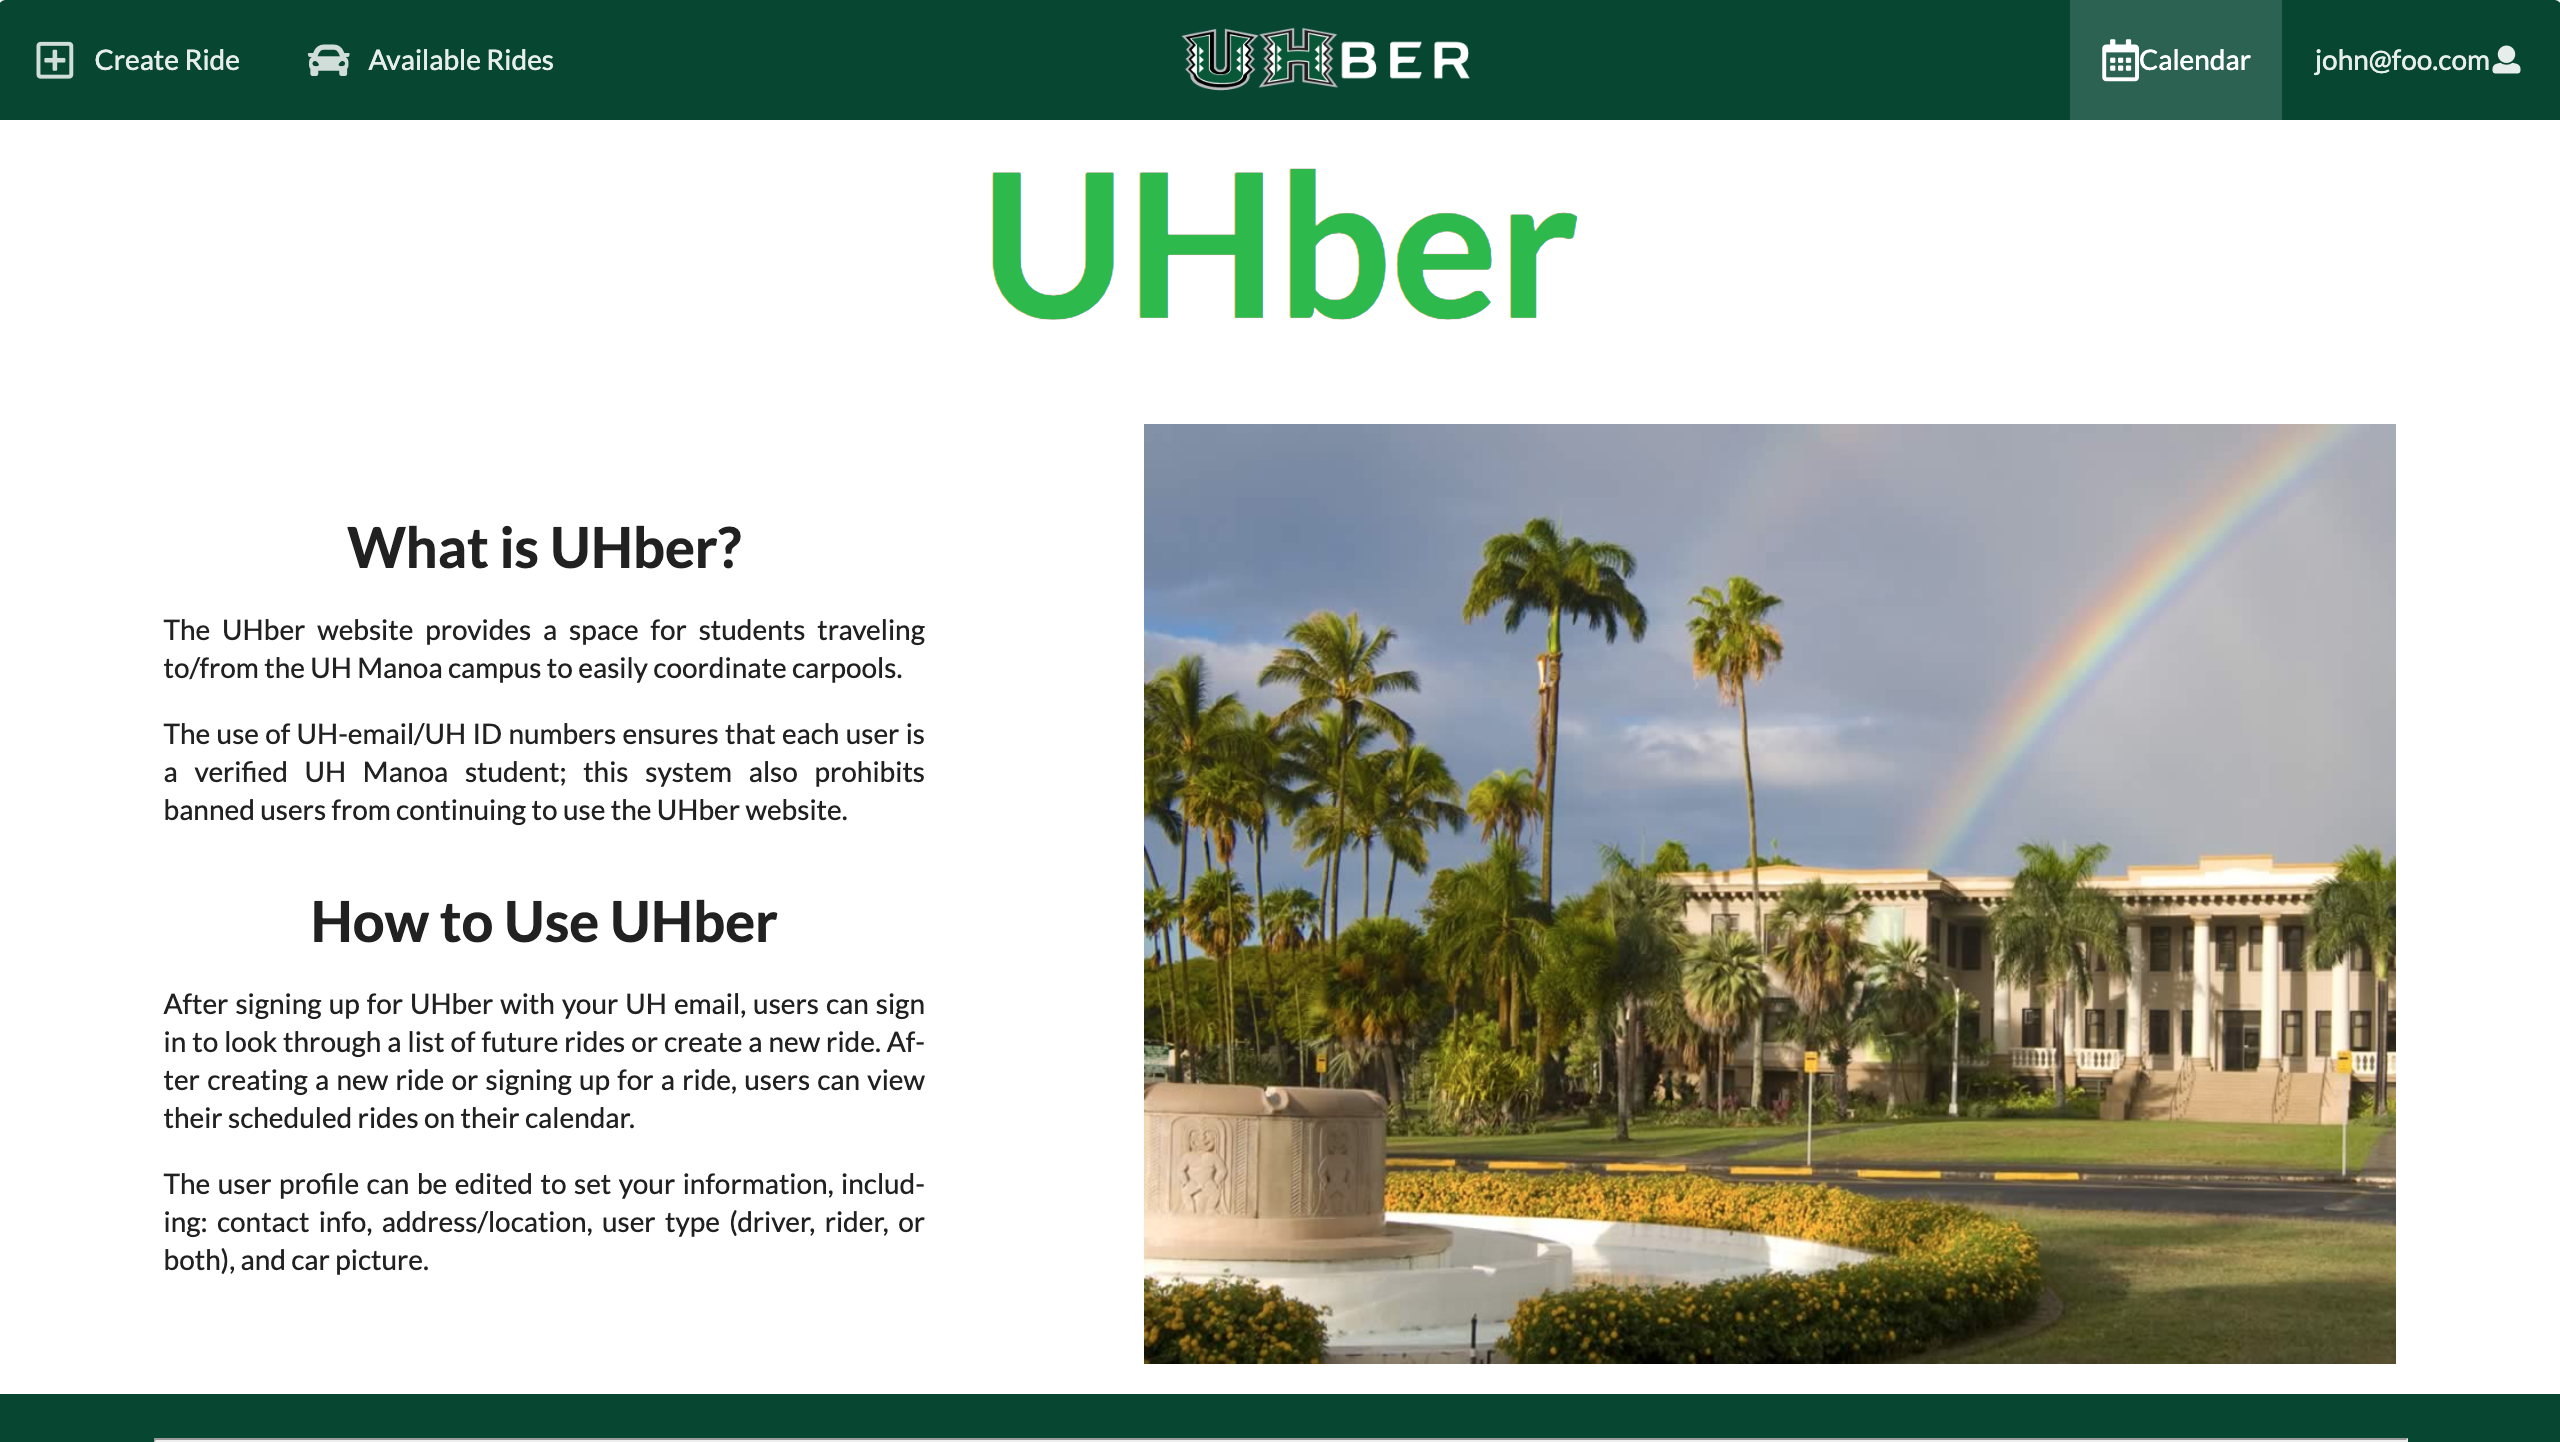 Create Ride
Available Rides
UHBER
Calendar
john@foo.com
UHber
What is UHber?
The UHber website provides a space for students traveling
to/from the UH Manoa campus to easily coordinate carpools.
The use of UH-email/UH ID numbers ensures that each user is
a verified UH Manoa student; this system also prohibits
banned users from continuing to use the UHber website.
How to Use UHber
After signing up for UHber with your UH email, users can sign
in to look through a list of future rides or create a new ride. Af-
ter creating a new ride or signing up for a ride, users can view
their scheduled rides on their calendar.
The user profile can be edited to set your information, includ-
ing: contact info, address/location, user type (driver, rider, or
both), and car picture.